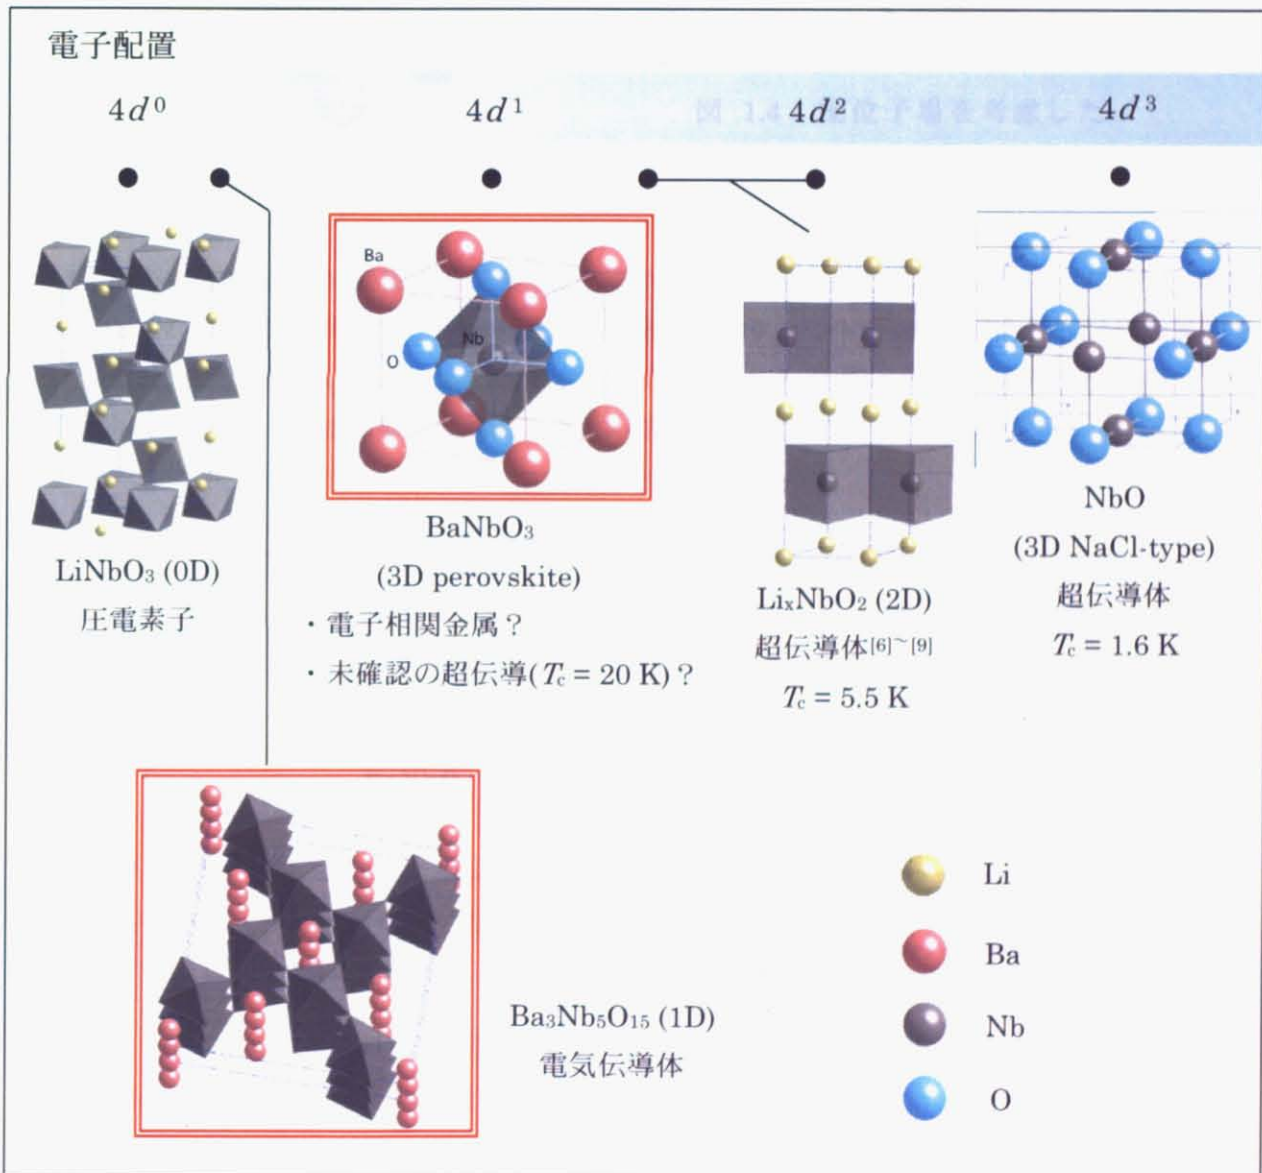 電子配置
4d⁰ 4d¹ 4d² 4d³
Ba
Nb
O
LiNbO₃ (0D)
圧電素子
BaNbO₃
(3D perovskite)
・電子相関金属？
・未確認の超伝導(Tc = 20 K)？
LiₓNbO₂ (2D)
超伝導体[6]~[9]
Tc = 5.5 K
NbO
(3D NaCl-type)
超伝導体
Tc = 1.6 K
Ba₃Nb₅O₁₅ (1D)
電気伝導体
Li
Ba
Nb
O